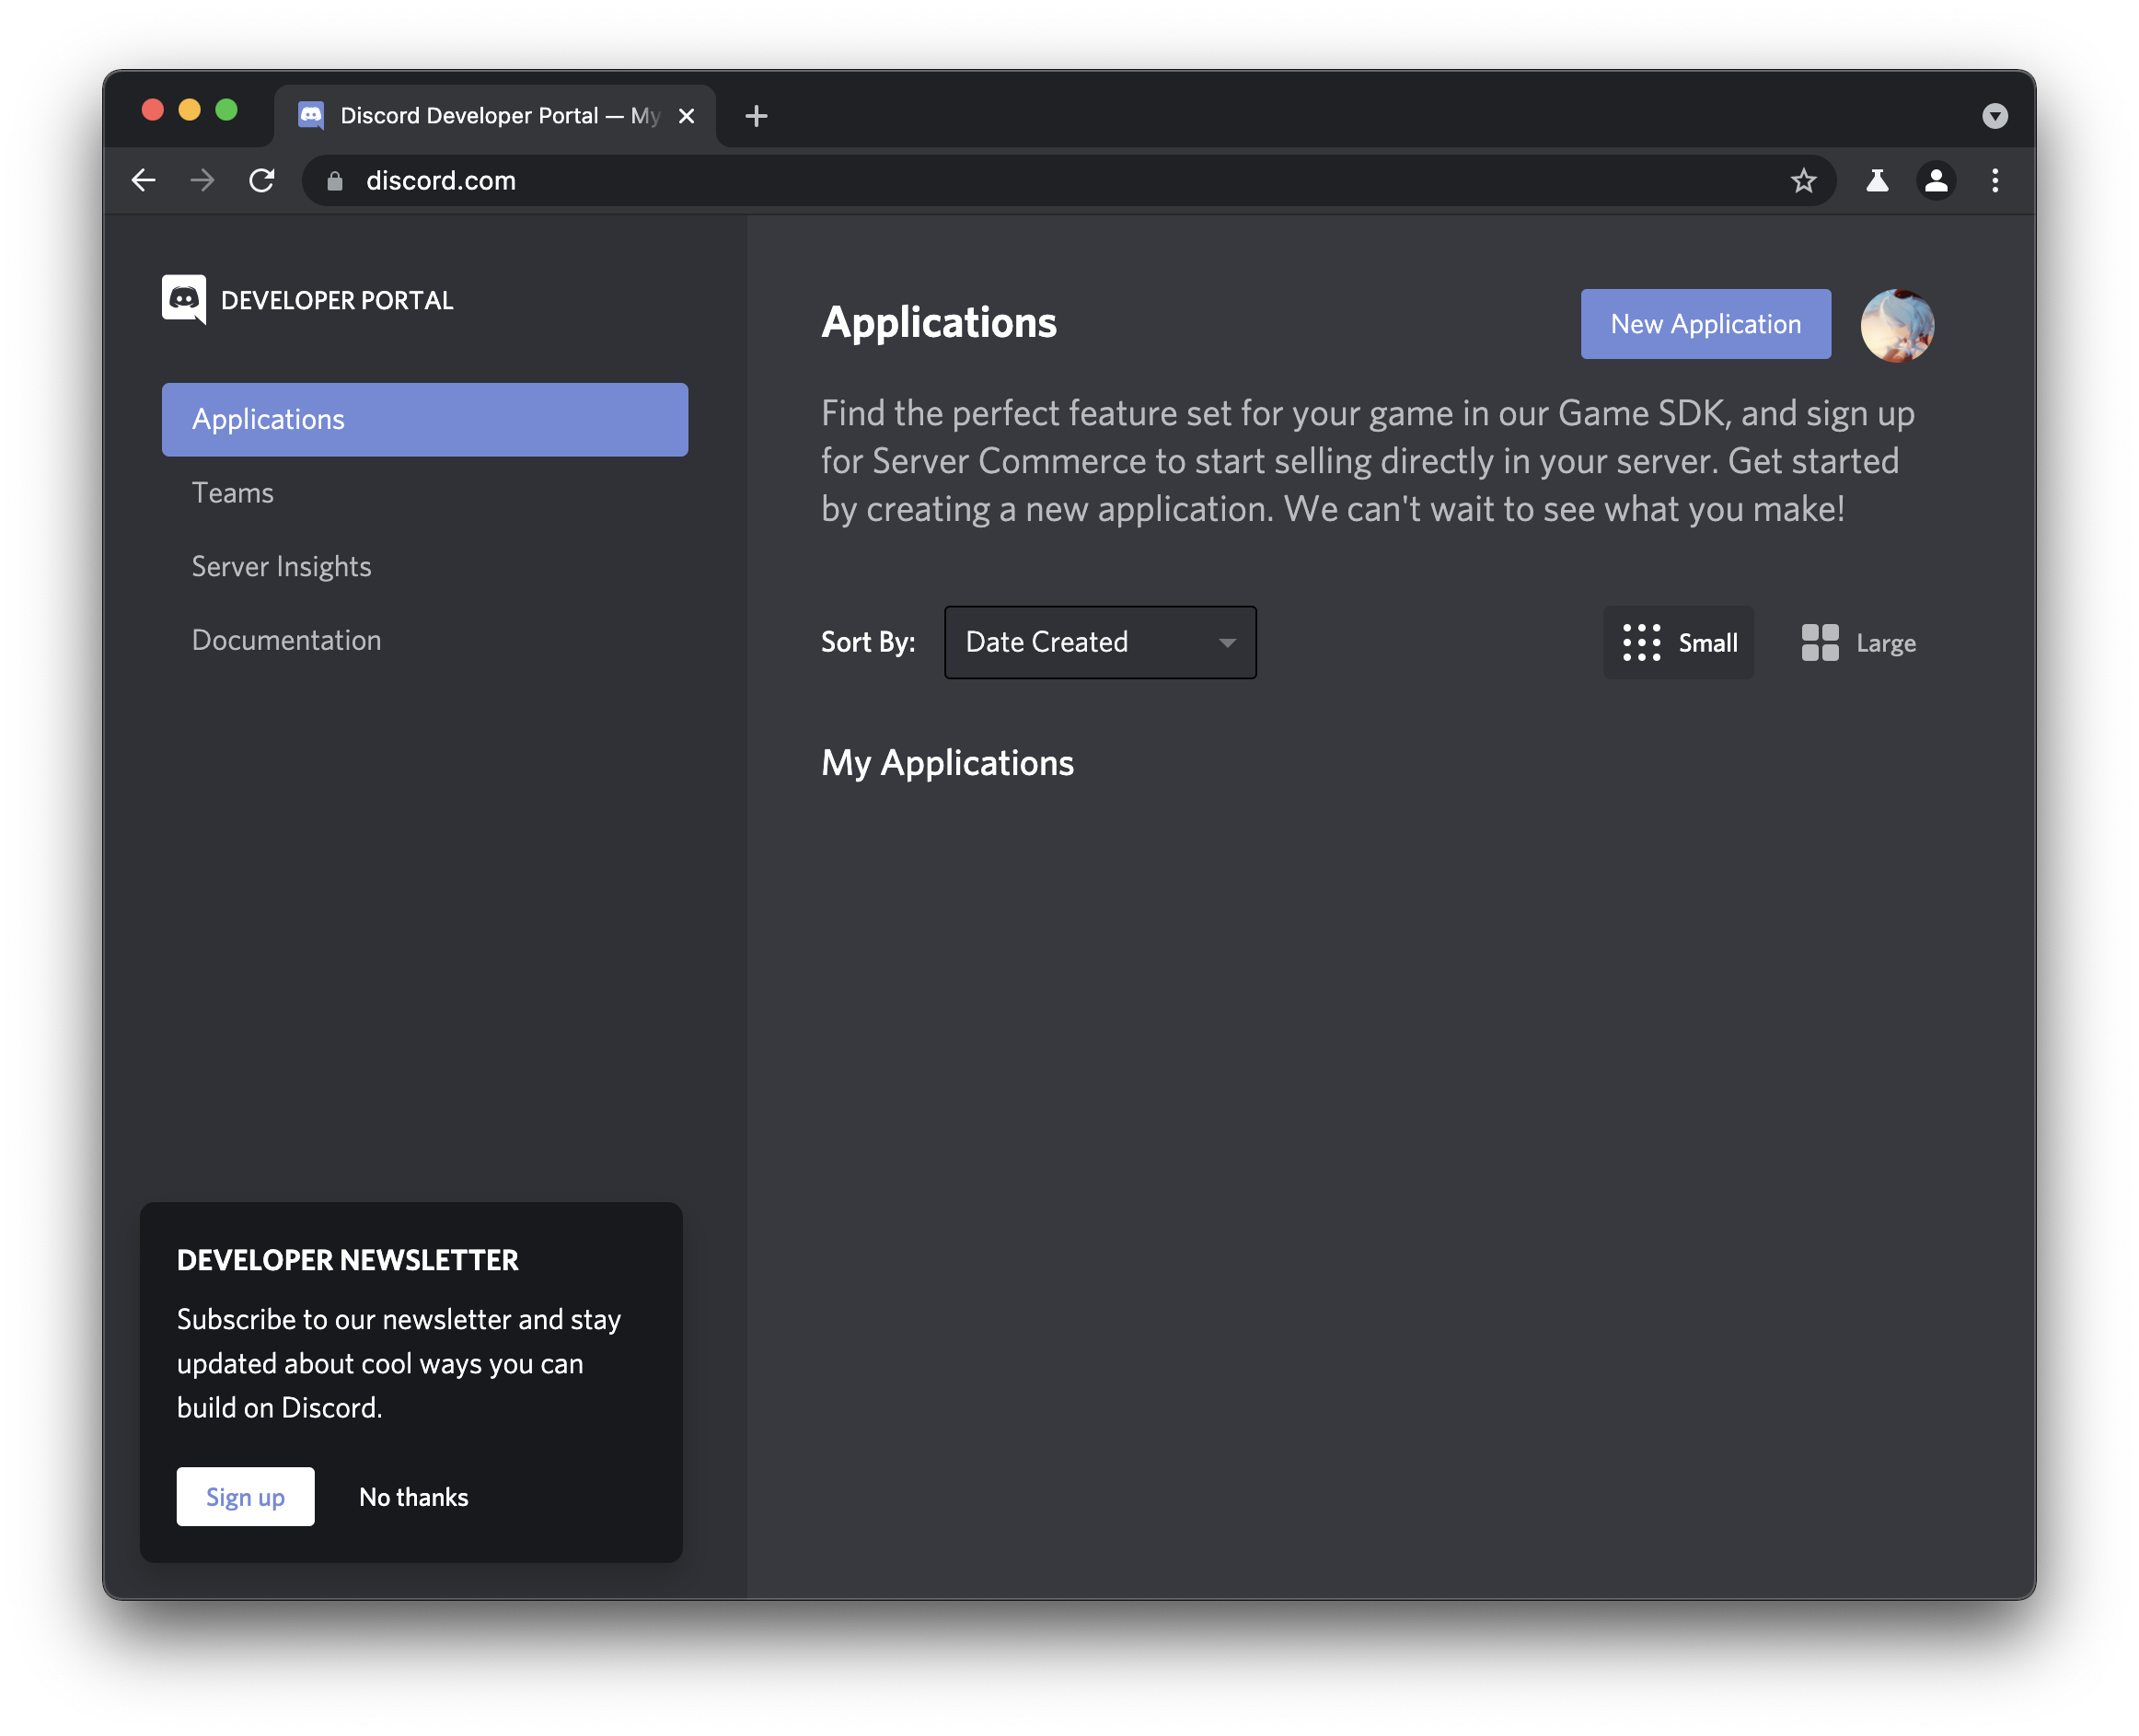 Discord Developer Portal — My
discord.com
DEVELOPER PORTAL
Applications
Teams
Server Insights
Documentation
DEVELOPER NEWSLETTER
Subscribe to our newsletter and stay
updated about cool ways you can
build on Discord.
Sign up
No thanks
Applications
New Application
Find the perfect feature set for your game in our Game SDK, and sign up
for Server Commerce to start selling directly in your server. Get started
by creating a new application. We can't wait to see what you make!
Sort By:
Date Created
Small
Large
My Applications